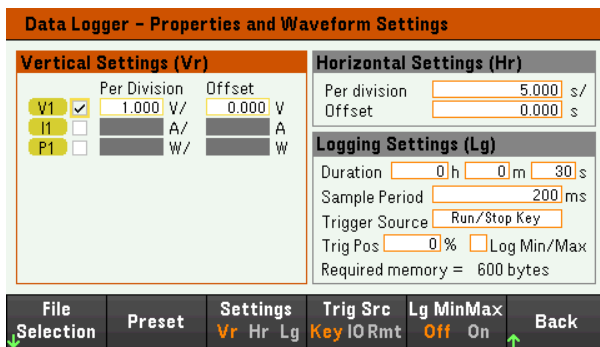 Data Logger – Properties and Waveform Settings
Vertical Settings (Vr)
Per Division Offset
V1 1.000 V/ 0.000 V
I1 A/ A
P1 W/ W
Horizontal Settings (Hr)
Per division 5.000 s/
Offset 0.000 s
Logging Settings (Lg)
Duration 0 h 0 m 30 s
Sample Period 200 ms
Trigger Source Run/Stop Key
Trig Pos 0 % Log Min/Max
Required memory = 600 bytes
File Selection
Preset
Settings
Vr Hr Lg
Trig Src
Key IO Rmt
Lg MinMax
Off On
Back